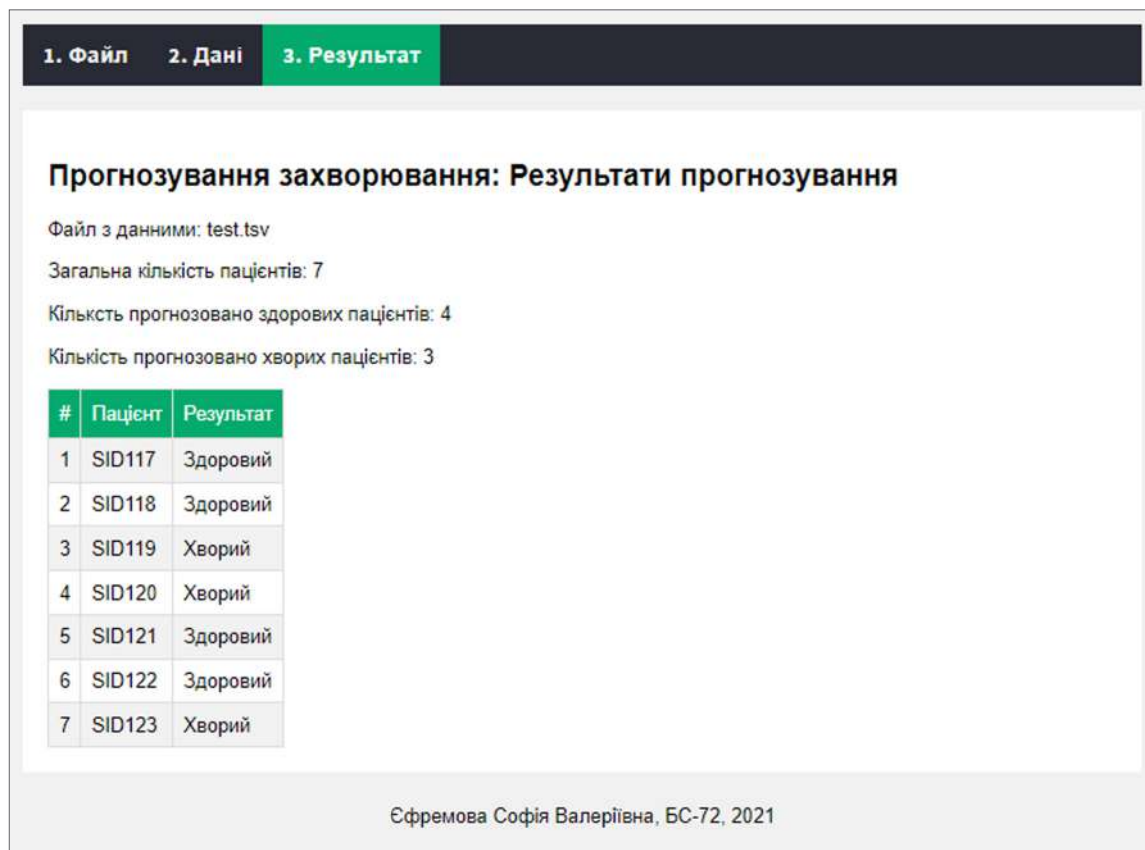 1. Файл 2. Дані 3. Результат
Прогнозування захворювання: Результати прогнозування
Файл з данними: test.tsv
Загальна кількість пацієнтів: 7
Кільксть прогнозовано здорових пацієнтів: 4
Кількість прогнозовано хворих пацієнтів: 3
# Пацієнт Результат
1 SID117 Здоровий
2 SID118 Здоровий
3 SID119 Хворий
4 SID120 Хворий
5 SID121 Здоровий
6 SID122 Здоровий
7 SID123 Хворий
Єфремова Софія Валеріївна, БС-72, 2021